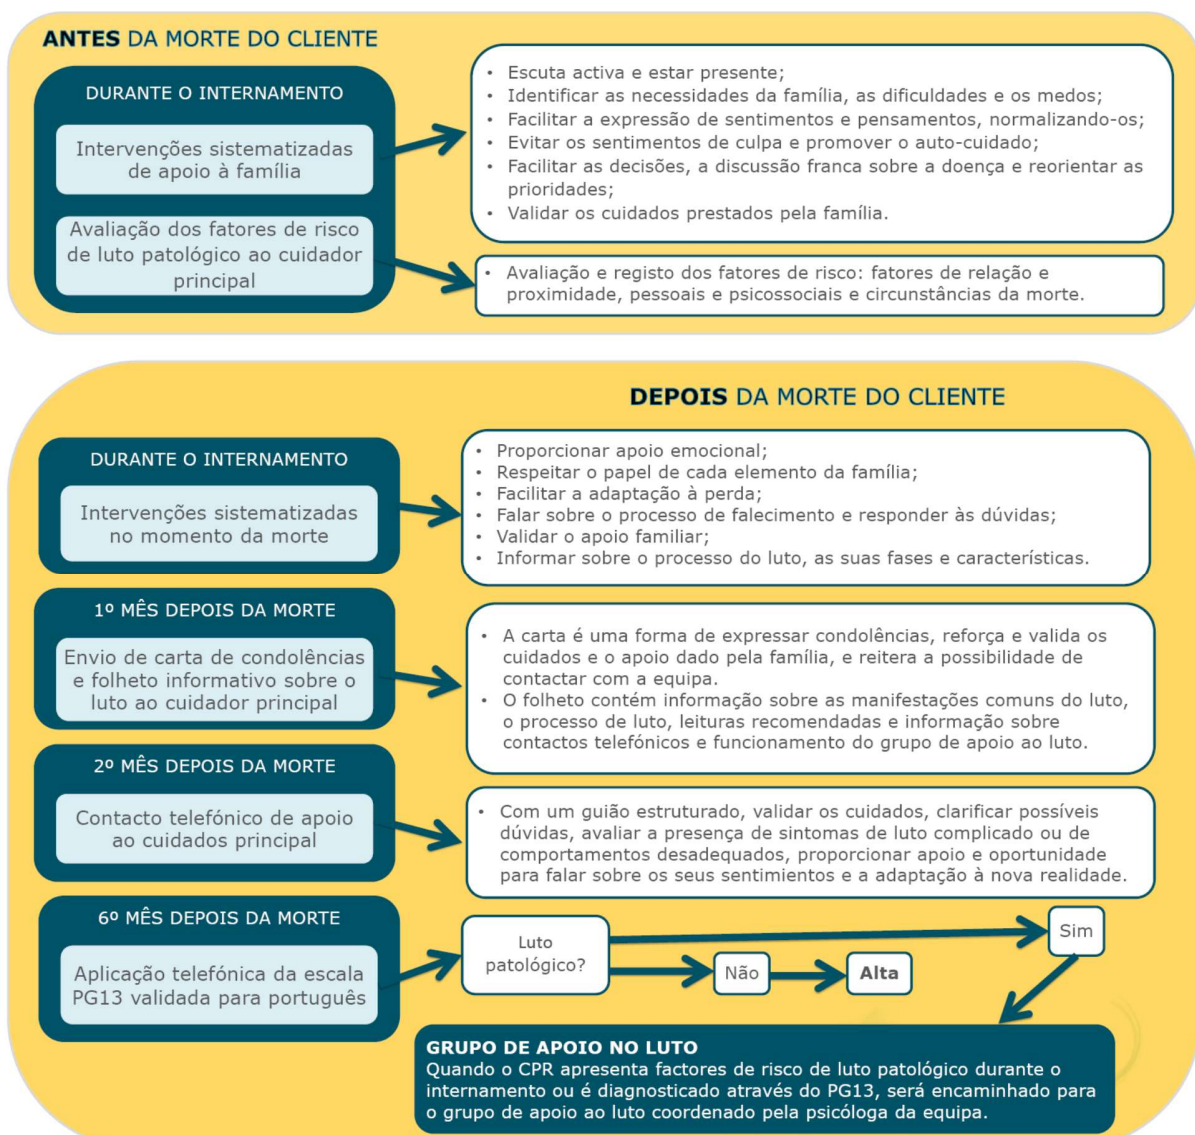 ANTES DA MORTE DO CLIENTE
DURANTE O INTERNAMENTO
Intervenções sistematizadas
de apoio à família
• Escuta activa e estar presente;
• Identificar as necessidades da família, as dificuldades e os medos;
• Facilitar a expressão de sentimentos e pensamentos, normalizando-os;
• Evitar os sentimentos de culpa e promover o auto-cuidado;
• Facilitar as decisões, a discussão franca sobre a doença e reorientar as
prioridades;
• Validar os cuidados prestados pela família.
Avaliação dos fatores de risco
de luto patológico ao cuidador
principal
• Avaliação e registo dos fatores de risco: fatores de relação e
proximidade, pessoais e psicossociais e circunstâncias da morte.
DEPOIS DA MORTE DO CLIENTE
DURANTE O INTERNAMENTO
Intervenções sistematizadas
no momento da morte
• Proporcionar apoio emocional;
• Respeitar o papel de cada elemento da família;
• Facilitar a adaptação à perda;
• Falar sobre o processo de falecimento e responder às dúvidas;
• Validar o apoio familiar;
• Informar sobre o processo do luto, as suas fases e características.
1º MÊS DEPOIS DA MORTE
Envio de carta de condolências
e folheto informativo sobre o
luto ao cuidador principal
• A carta é uma forma de expressar condolências, reforça e valida os
cuidados e o apoio dado pela família, e reitera a possibilidade de
contactar com a equipa.
• O folheto contém informação sobre as manifestações comuns do luto,
o processo de luto, leituras recomendadas e informação sobre
contactos telefónicos e funcionamento do grupo de apoio ao luto.
2º MÊS DEPOIS DA MORTE
Contacto telefónico de apoio
ao cuidados principal
• Com um guião estruturado, validar os cuidados, clarificar possíveis
dúvidas, avaliar a presença de sintomas de luto complicado ou de
comportamentos desadequados, proporcionar apoio e oportunidade
para falar sobre os seus sentimientos e a adaptação à nova realidade.
6º MÊS DEPOIS DA MORTE
Aplicação telefónica da escala
PG13 validada para português
Luto
patológico?
Sim
Não
Alta
GRUPO DE APOIO NO LUTO
Quando o CPR apresenta factores de risco de luto patológico durante o
internamento ou é diagnosticado através do PG13, será encaminhado para
o grupo de apoio ao luto coordenado pela psicóloga da equipa.